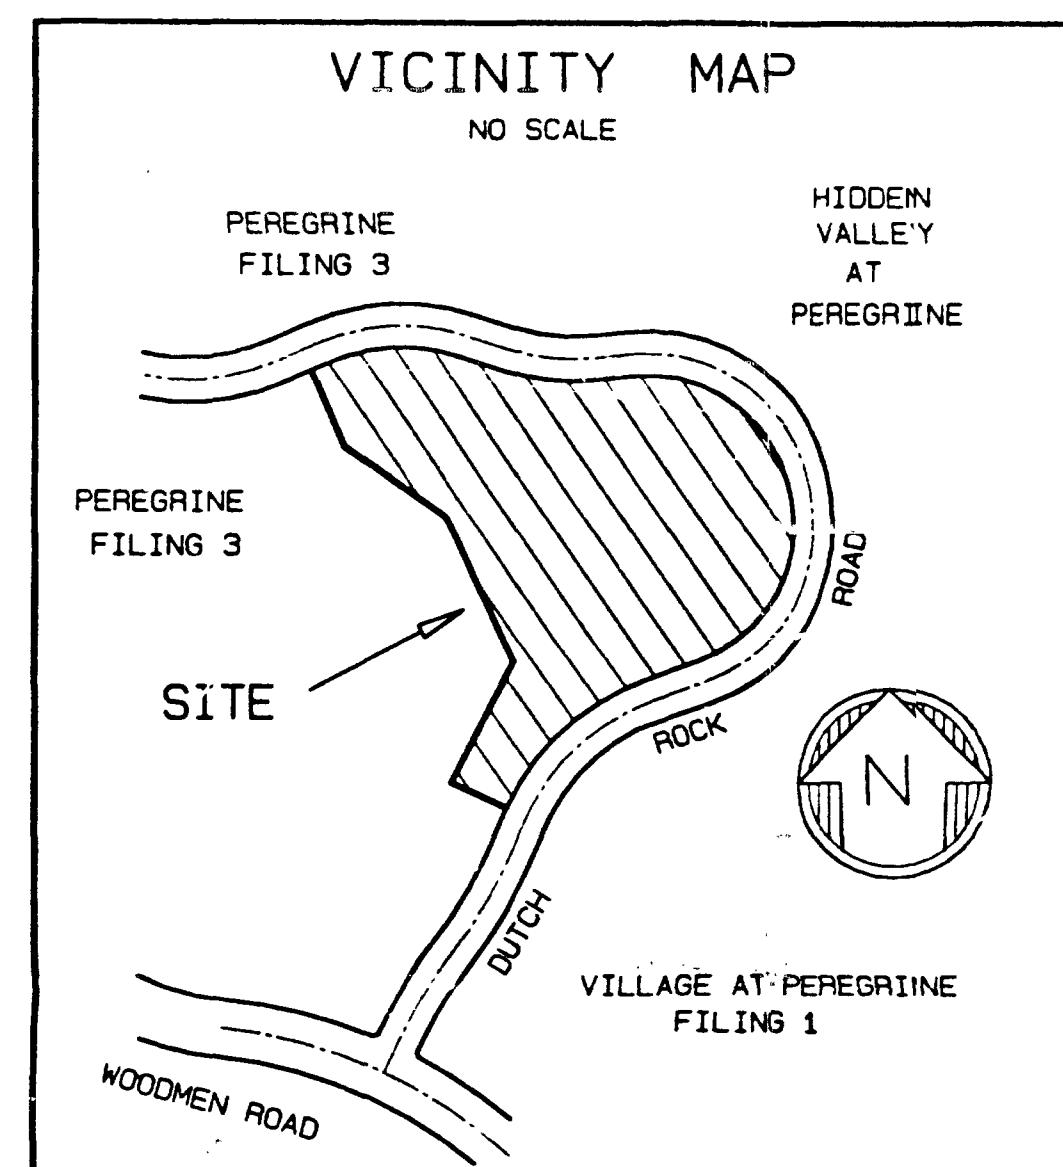 VICINITY MAP
NO SCALE
HIDDEN
VALLEY
AT
PEREGRINE
PEREGRINE
FILING 3
PEREGRINE
FILING 3
ROAD
SITE
ROCK
N
DUTCH
VILLAGE AT PEREGRINE
FILING 1
WOODMEN ROAD